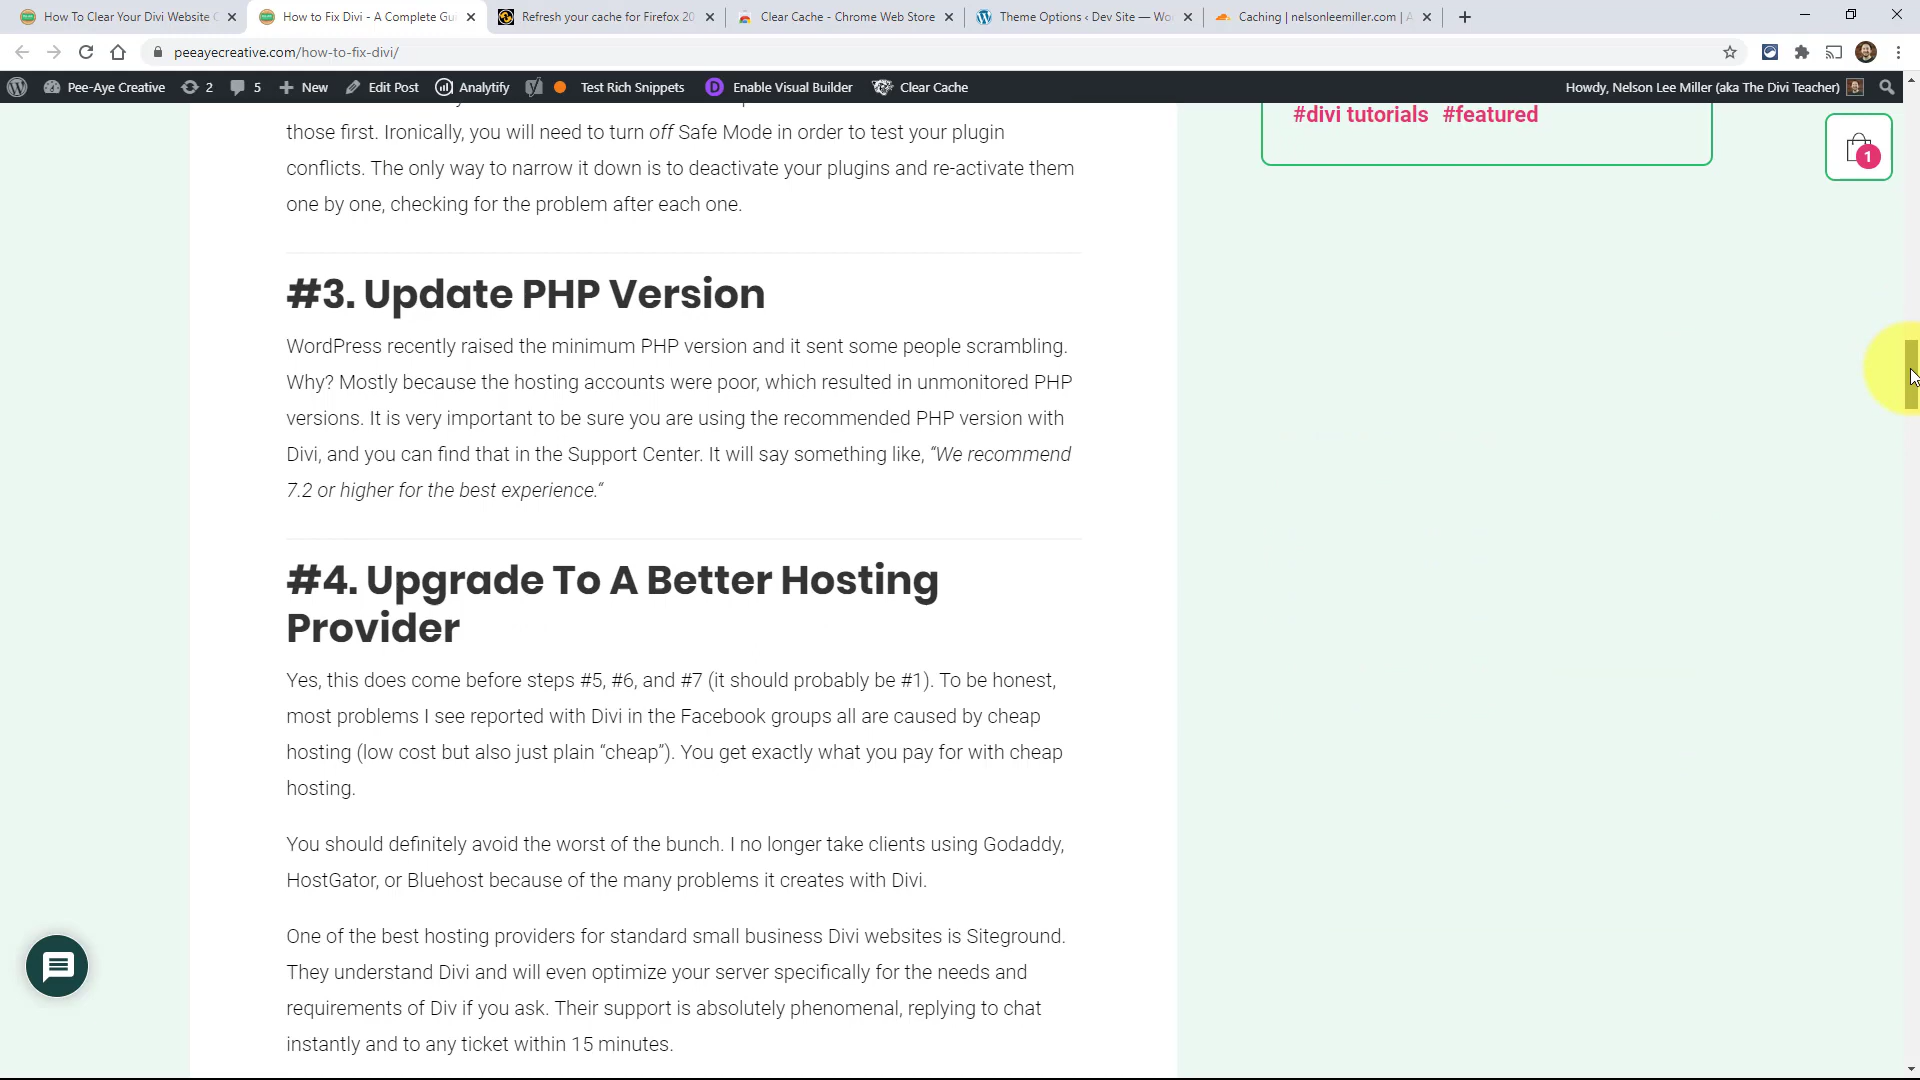 How To Clear Your Divi Website C
How to Fix Divi - A Complete Gu
Refresh your cache for Firefox 20
Clear Cache - Chrome Web Store
Theme Options ‹ Dev Site — Wo
Caching | nelsonleemiller.com | A
peeayecreative.com/how-to-fix-divi/
Pee-Aye Creative 2 5 New Edit Post Analytify Test Rich Snippets Enable Visual Builder Clear Cache Howdy, Nelson Lee Miller (aka The Divi Teacher)
#divi tutorials #featured
1
those first. Ironically, you will need to turn off Safe Mode in order to test your plugin
conflicts. The only way to narrow it down is to deactivate your plugins and re-activate them
one by one, checking for the problem after each one.
#3. Update PHP Version
WordPress recently raised the minimum PHP version and it sent some people scrambling.
Why? Mostly because the hosting accounts were poor, which resulted in unmonitored PHP
versions. It is very important to be sure you are using the recommended PHP version with
Divi, and you can find that in the Support Center. It will say something like, “We recommend
7.2 or higher for the best experience.“
#4. Upgrade To A Better Hosting
Provider
Yes, this does come before steps #5, #6, and #7 (it should probably be #1). To be honest,
most problems I see reported with Divi in the Facebook groups all are caused by cheap
hosting (low cost but also just plain “cheap”). You get exactly what you pay for with cheap
hosting.
You should definitely avoid the worst of the bunch. I no longer take clients using Godaddy,
HostGator, or Bluehost because of the many problems it creates with Divi.
One of the best hosting providers for standard small business Divi websites is Siteground.
They understand Divi and will even optimize your server specifically for the needs and
requirements of Div if you ask. Their support is absolutely phenomenal, replying to chat
instantly and to any ticket within 15 minutes.